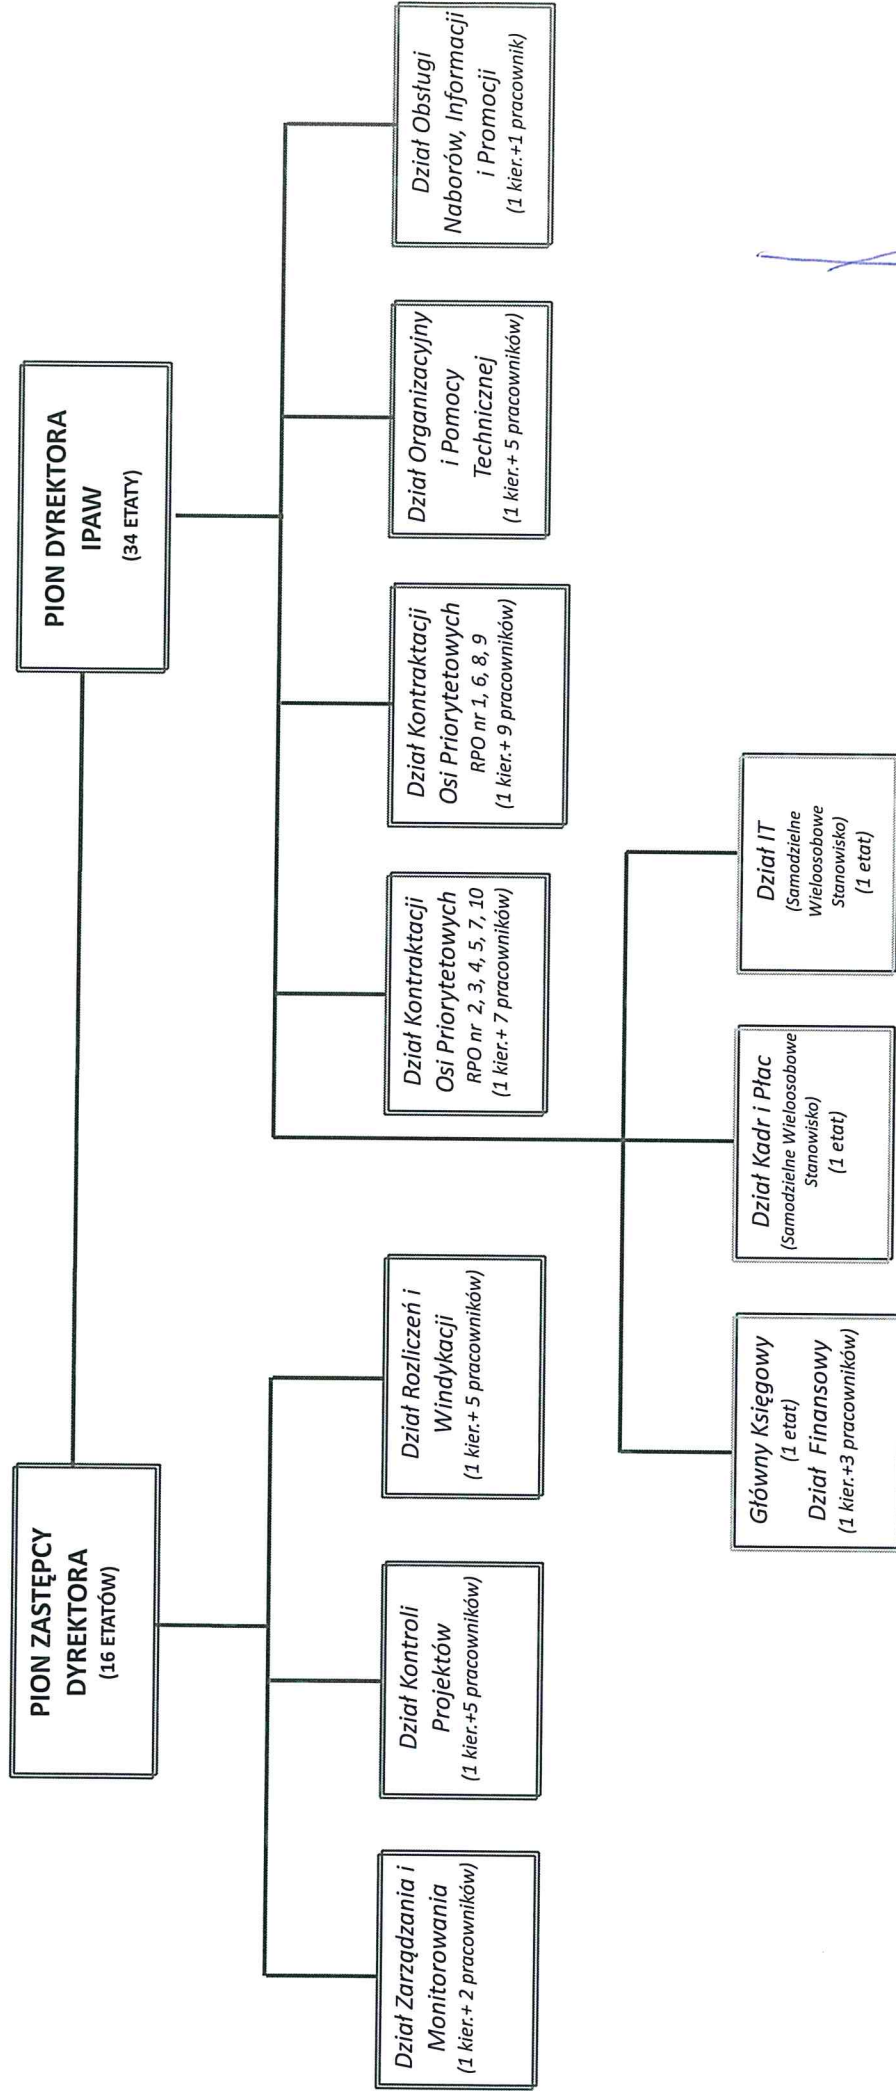 PION ZASTĘPCY
DYREKTORA
(16 ETATÓW)
PION DYREKTORA
IPAW
(34 ETATY)
Dział Zarządzania i
Monitorowania
(1 kier.+ 2 pracowników)
Dział Kontroli
Projektów
(1 kier.+5 pracowników)
Dział Rozliczeń i
Windykacji
(1 kier.+ 5 pracowników)
Dział Kontraktacji
Osi Priorytetowych
RPO nr 2, 3, 4, 5, 7, 10
(1 kier.+ 7 pracowników)
Dział Kontraktacji
Osi Priorytetowych
RPO nr 1, 6, 8, 9
(1 kier.+ 9 pracowników)
Dział Organizacyjny
i Pomocy
Technicznej
(1 kier.+ 5 pracowników)
Dział Obsługi
Naborów, Informacji
i Promocji
(1 kier.+1 pracownik)
Główny Księgowy
(1 etat)
Dział Finansowy
(1 kier.+3 pracowników)
Dział Kadr i Płac
(Samodzielne Wieloosobowe
Stanowisko)
(1 etat)
Dział IT
(Samodzielne
Wieloosobowe
Stanowisko)
(1 etat)